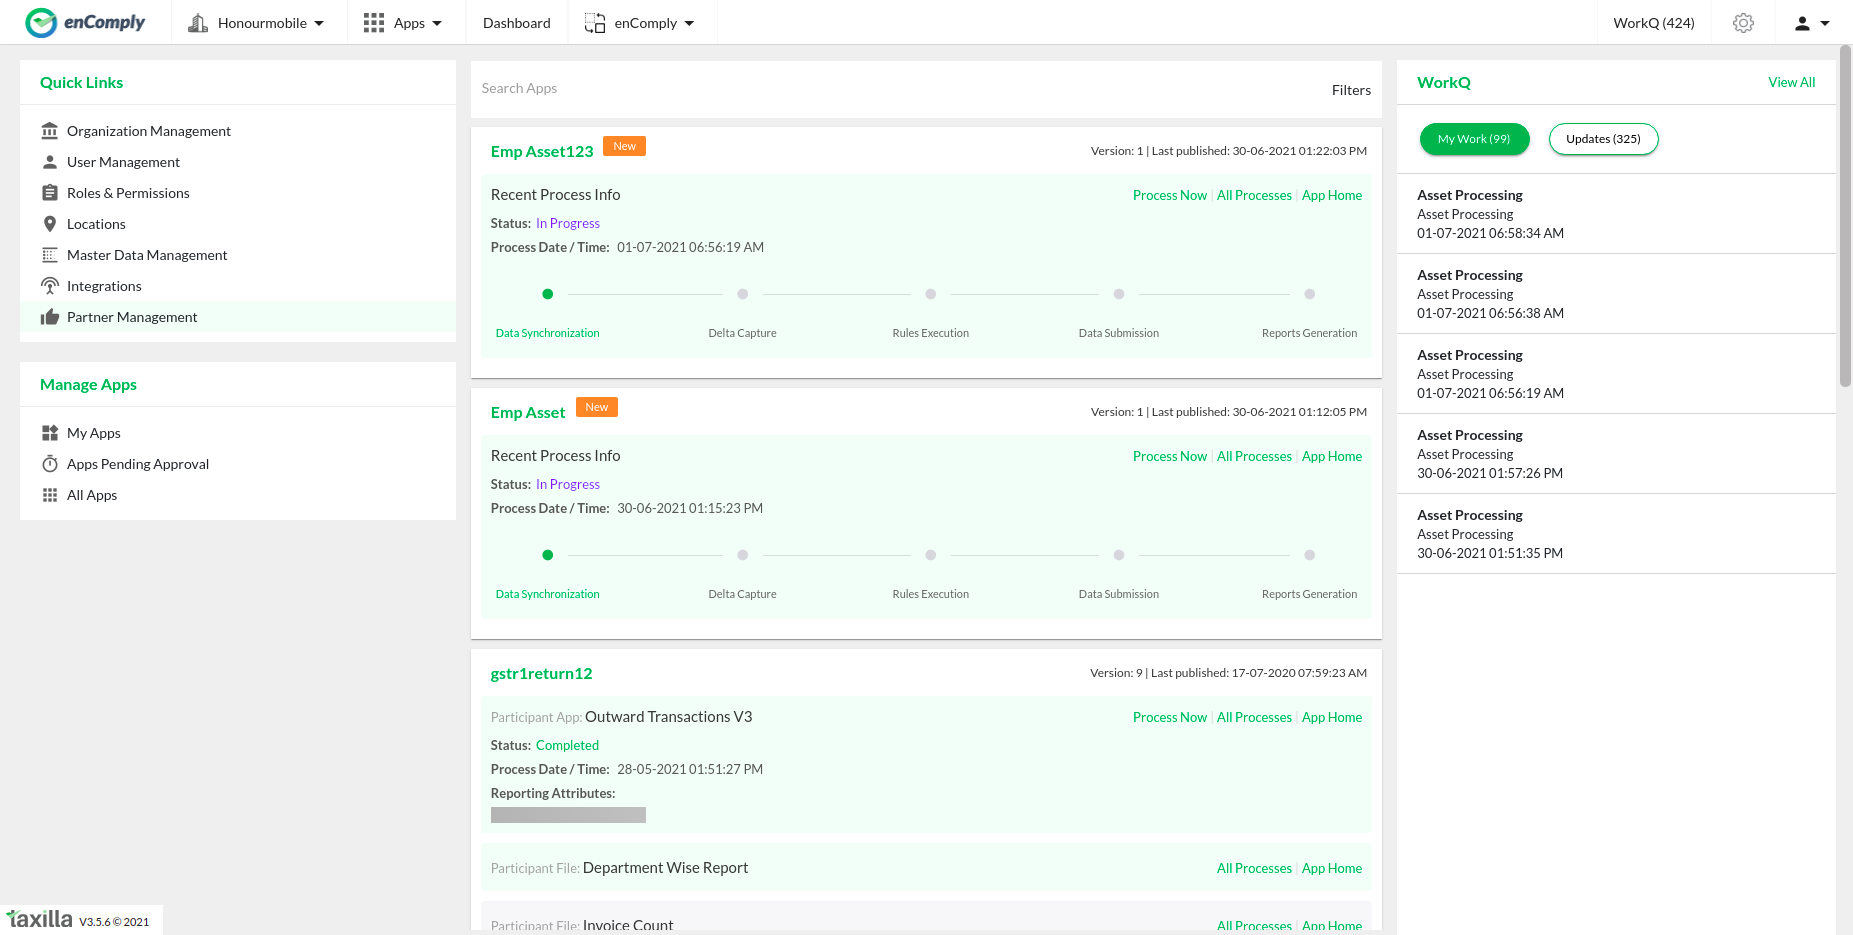 enComply
Honourmobile
Apps
Dashboard
enComply
WorkQ (424)
Quick Links
Organization Management
User Management
Roles & Permissions
Locations
Master Data Management
Integrations
Partner Management
Manage Apps
My Apps
Apps Pending Approval
All Apps
taxilla V3.5.6 © 2021
Search Apps
Filters
Emp Asset123 New
Version: 1 | Last published: 30-06-2021 01:22:03 PM
Recent Process Info
Process Now | All Processes | App Home
Status: In Progress
Process Date / Time: 01-07-2021 06:56:19 AM
Data Synchronization
Delta Capture
Rules Execution
Data Submission
Reports Generation
Emp Asset New
Version: 1 | Last published: 30-06-2021 01:12:05 PM
Recent Process Info
Process Now | All Processes | App Home
Status: In Progress
Process Date / Time: 30-06-2021 01:15:23 PM
Data Synchronization
Delta Capture
Rules Execution
Data Submission
Reports Generation
gstr1return12
Version: 9 | Last published: 17-07-2020 07:59:23 AM
Participant App: Outward Transactions V3
Process Now | All Processes | App Home
Status: Completed
Process Date / Time: 28-05-2021 01:51:27 PM
Reporting Attributes:
Participant File: Department Wise Report
All Processes | App Home
Participant File: Invoice Count
All Processes | App Home
WorkQ
View All
My Work (99)
Updates (325)
Asset Processing
Asset Processing
01-07-2021 06:58:34 AM
Asset Processing
Asset Processing
01-07-2021 06:56:38 AM
Asset Processing
Asset Processing
01-07-2021 06:56:19 AM
Asset Processing
Asset Processing
30-06-2021 01:57:26 PM
Asset Processing
Asset Processing
30-06-2021 01:51:35 PM